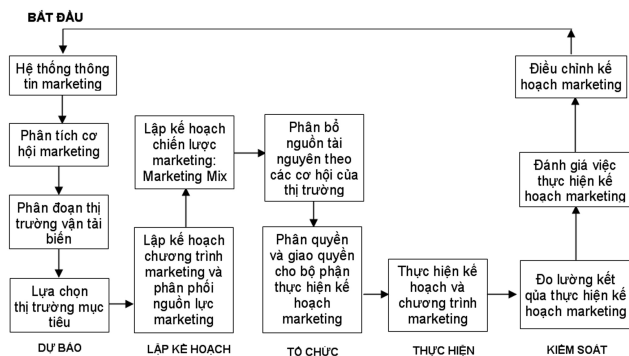 BẮT ĐẦU
Hệ thống thông
tin marketing
Phân tích cơ
hội marketing
Phân đoạn thị
trường vận tải
biến
Lựa chọn
thị trường mục
tiêu
DỰ BÁO
Lập kế hoạch
chiến lược
marketing:
Marketing Mix
Lập kế hoạch
chương trình
marketing và
phân phối
nguồn lực
marketing
LẬP KẾ HOẠCH
Phân bổ
nguồn tài
nguyên theo
các cơ hội của
thị trường
Phân quyền
và giao quyền
cho bộ phận
thực hiện kế
hoạch
marketing
TỔ CHỨC
Thực hiện kế
hoạch và
chương trình
marketing
THỰC HIỆN
Điều chỉnh kế
hoạch marketing
Đánh giá việc
thực hiện kế
hoạch marketing
Đo lường kết
qủa thực hiện kế
hoạch marketing
KIỂM SOÁT